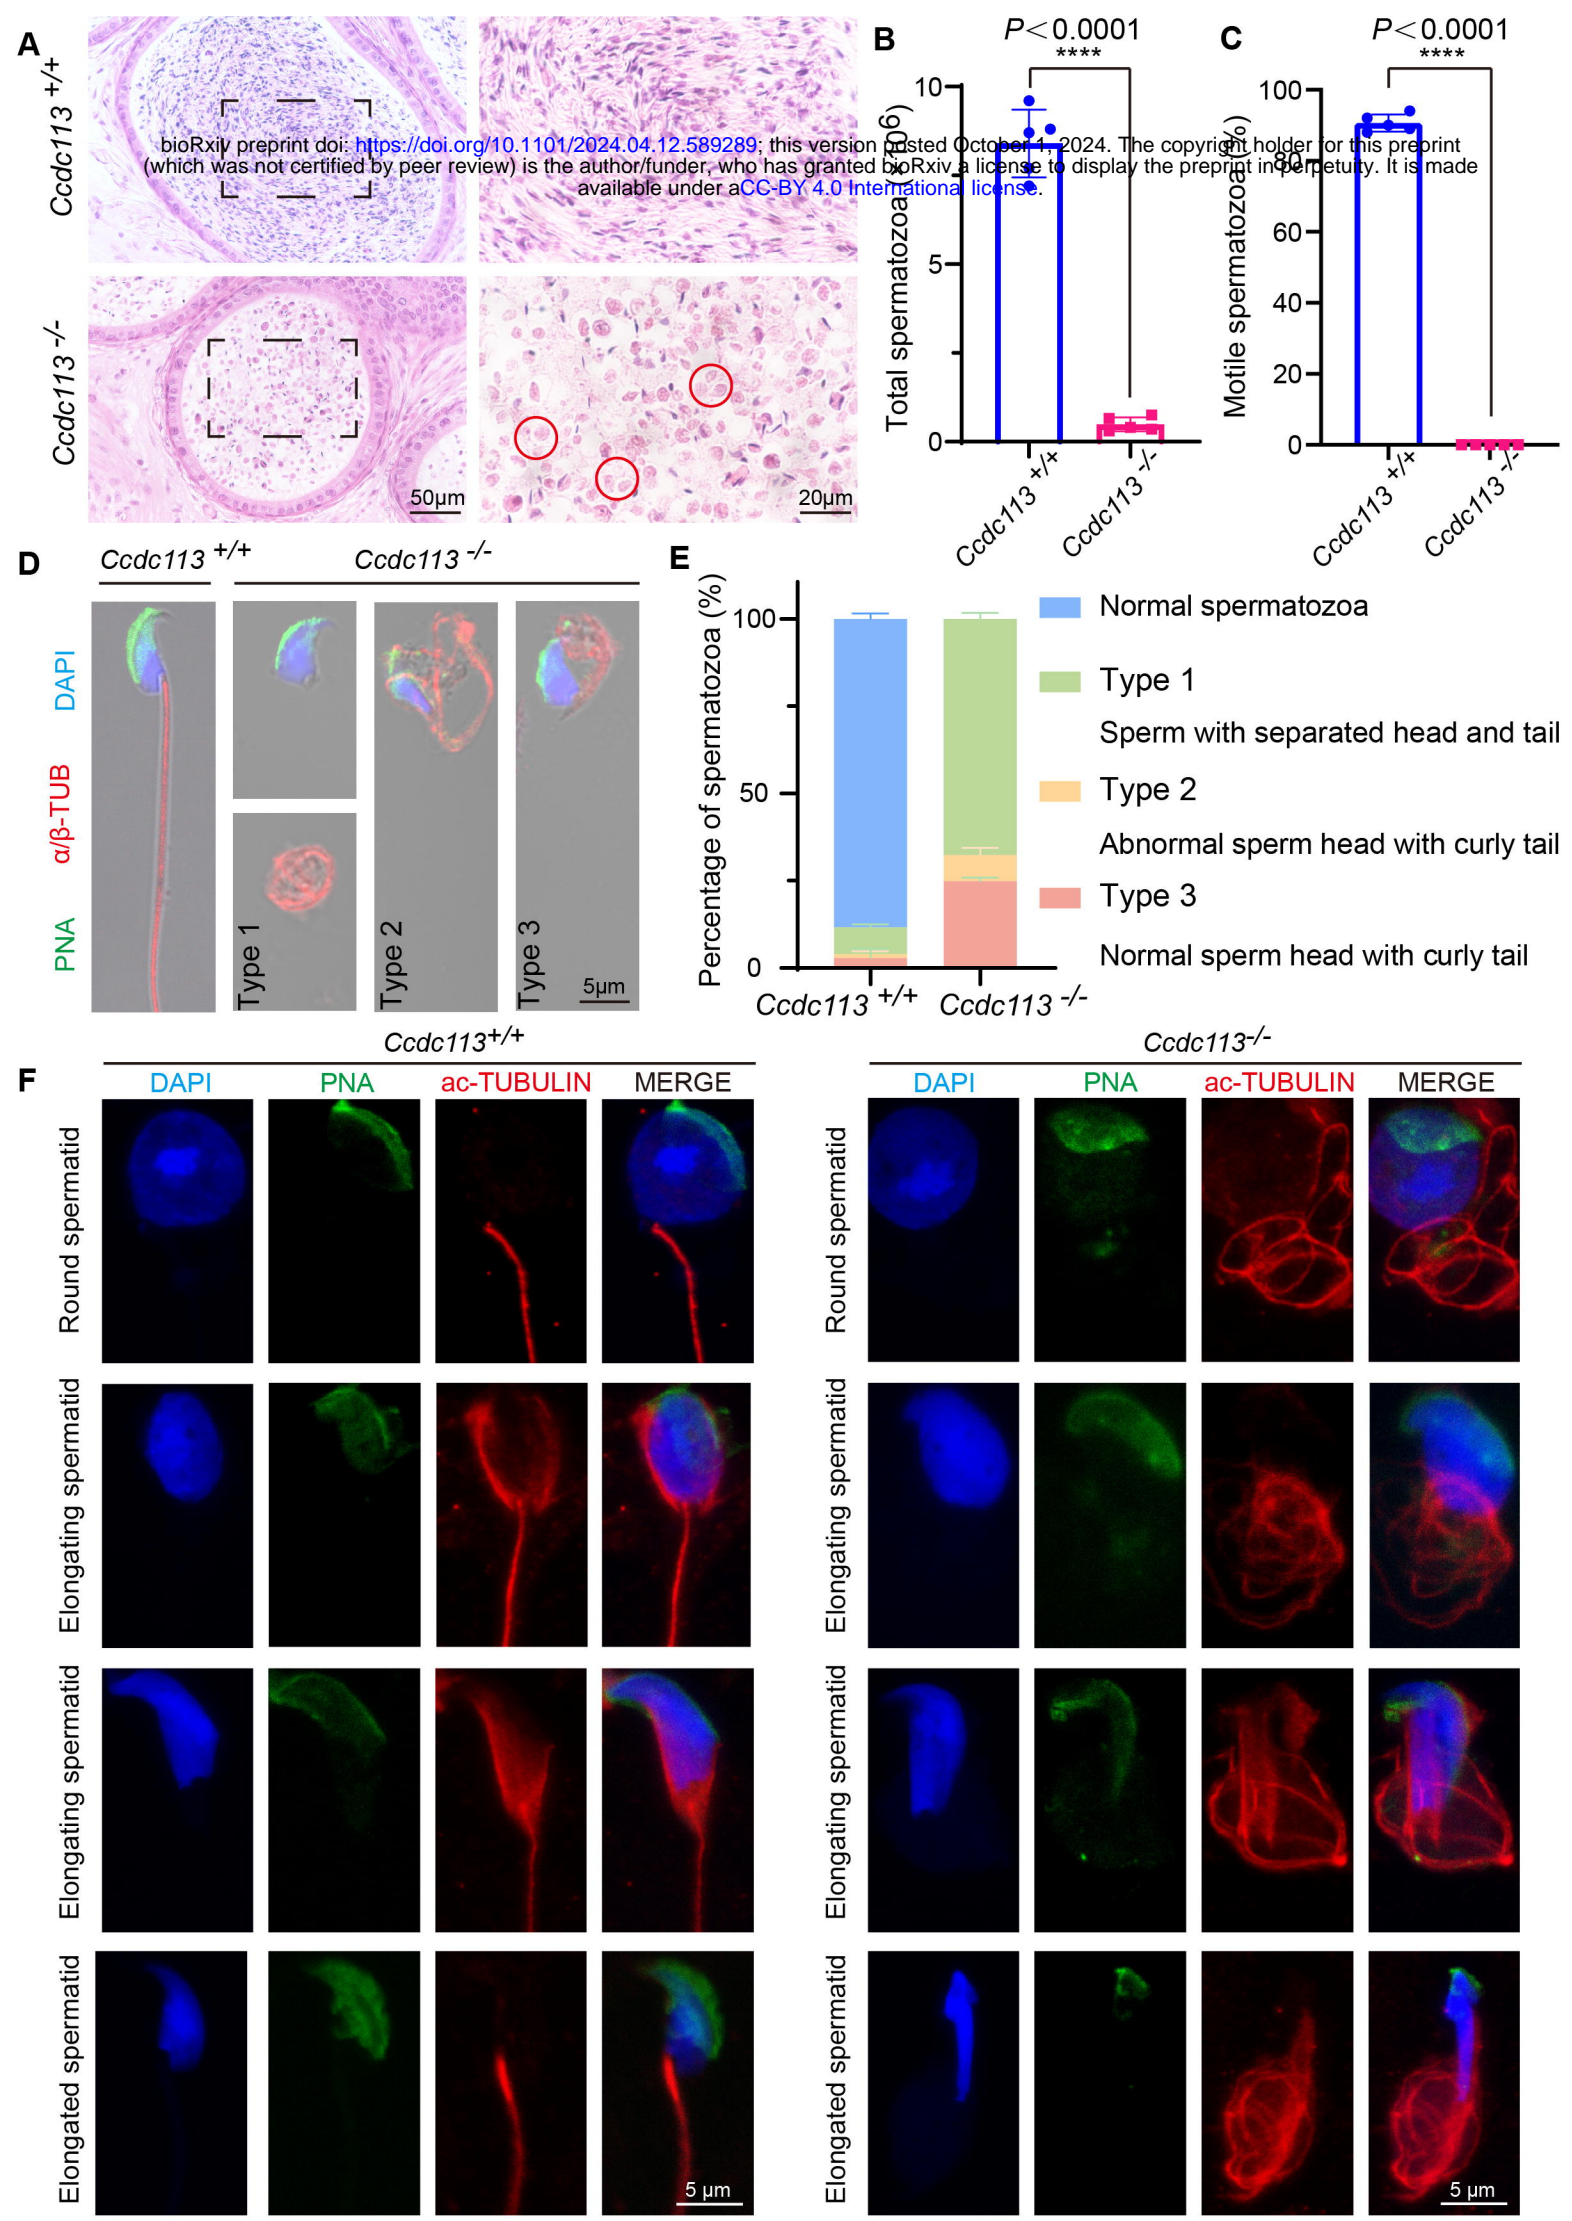 A
Ccdc113 +/+
Ccdc113 -/-
50μm
20μm
bioRxiv preprint doi: https://doi.org/10.1101/2024.04.12.589289; this version posted October 1, 2024. The copyright holder for this preprint
(which was not certified by peer review) is the author/funder, who has granted bioRxiv a license to display the preprint in perpetuity. It is made
available under aCC-BY 4.0 International license.
B
P＜0.0001
****
Total spermatozoa (×10⁶)
10
5
0
Ccdc113 +/+
Ccdc113 -/-
C
P＜0.0001
****
Motile spermatozoa (%)
100
80
60
40
20
0
Ccdc113 +/+
Ccdc113 -/-
D
Ccdc113 +/+
Ccdc113 -/-
DAPI
α/β-TUB
PNA
Type 1
Type 2
Type 3
5μm
E
Percentage of spermatozoa (%)
100
50
0
Ccdc113 +/+
Ccdc113 -/-
Normal spermatozoa
Type 1
Sperm with separated head and tail
Type 2
Abnormal sperm head with curly tail
Type 3
Normal sperm head with curly tail
F
Ccdc113+/+
DAPI PNA ac-TUBULIN MERGE
Round spermatid
Elongating spermatid
Elongating spermatid
Elongated spermatid
5 μm
Ccdc113-/-
DAPI PNA ac-TUBULIN MERGE
Round spermatid
Elongating spermatid
Elongating spermatid
Elongated spermatid
5 μm